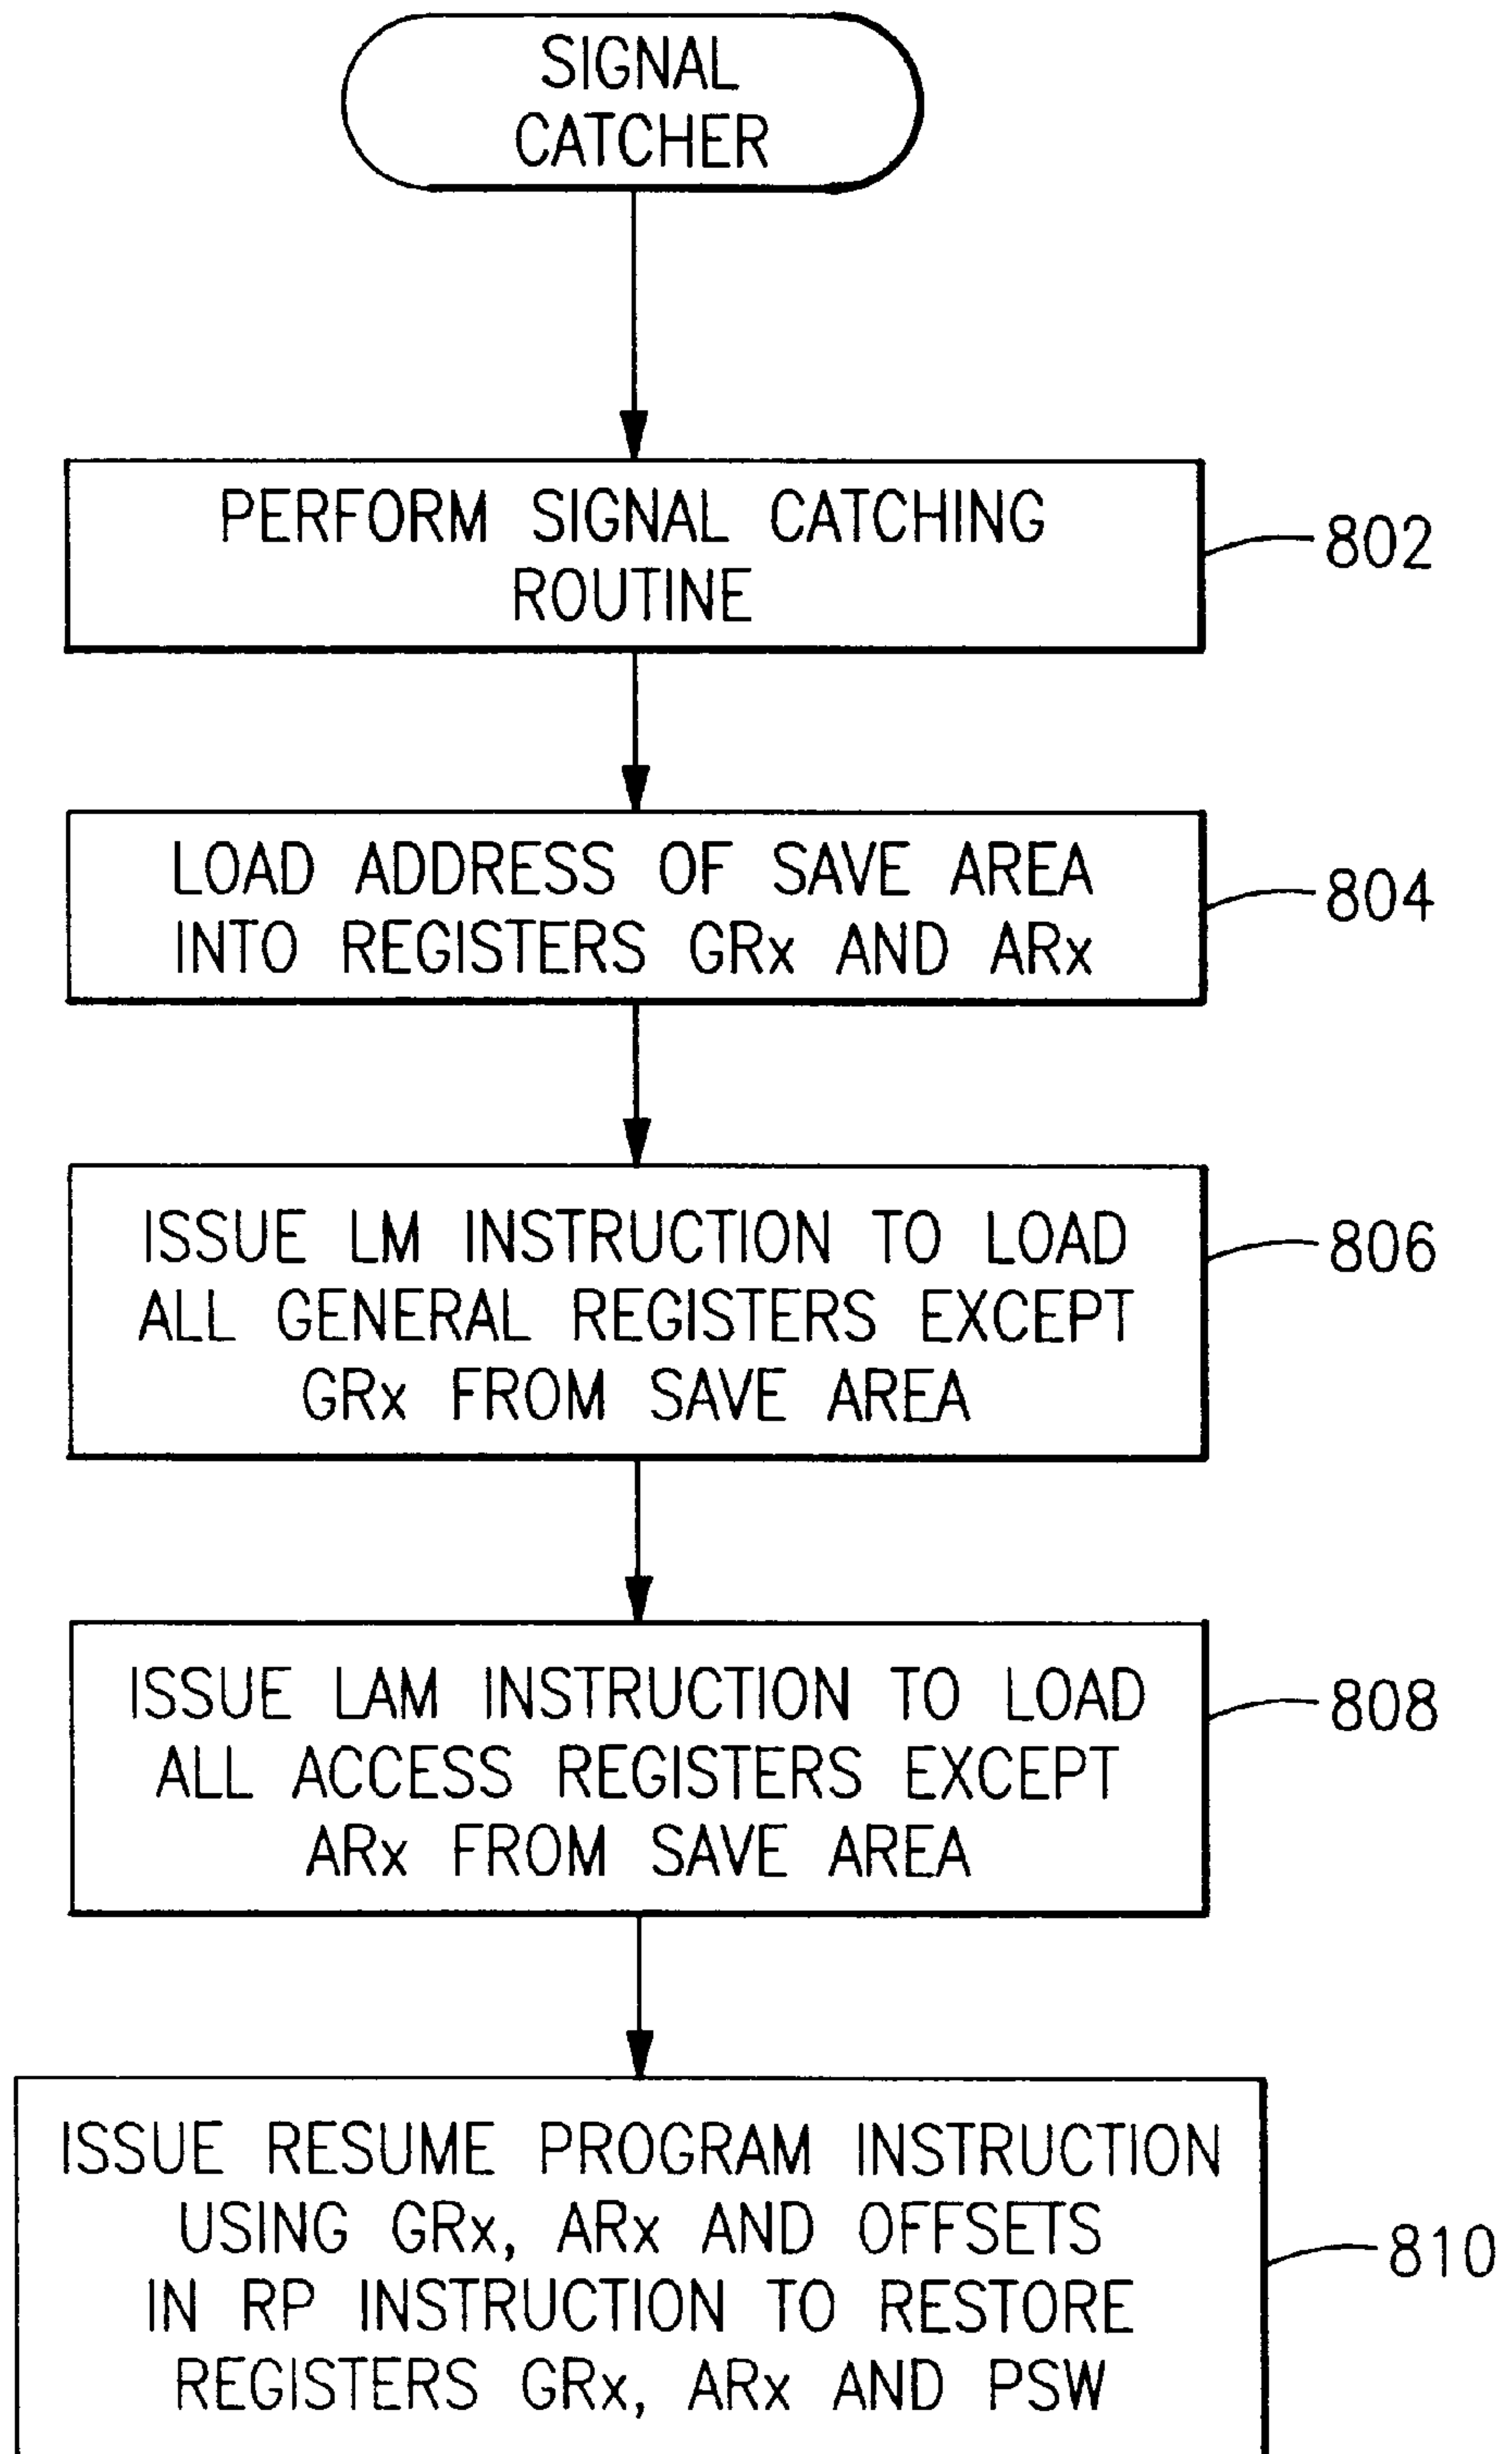 SIGNAL
CATCHER
PERFORM SIGNAL CATCHING
ROUTINE
802
LOAD ADDRESS OF SAVE AREA
INTO REGISTERS GRx AND ARx
804
ISSUE LM INSTRUCTION TO LOAD
ALL GENERAL REGISTERS EXCEPT
GRx FROM SAVE AREA
806
ISSUE LAM INSTRUCTION TO LOAD
ALL ACCESS REGISTERS EXCEPT
ARx FROM SAVE AREA
808
ISSUE RESUME PROGRAM INSTRUCTION
USING GRx, ARx AND OFFSETS
IN RP INSTRUCTION TO RESTORE
REGISTERS GRx, ARx AND PSW
810